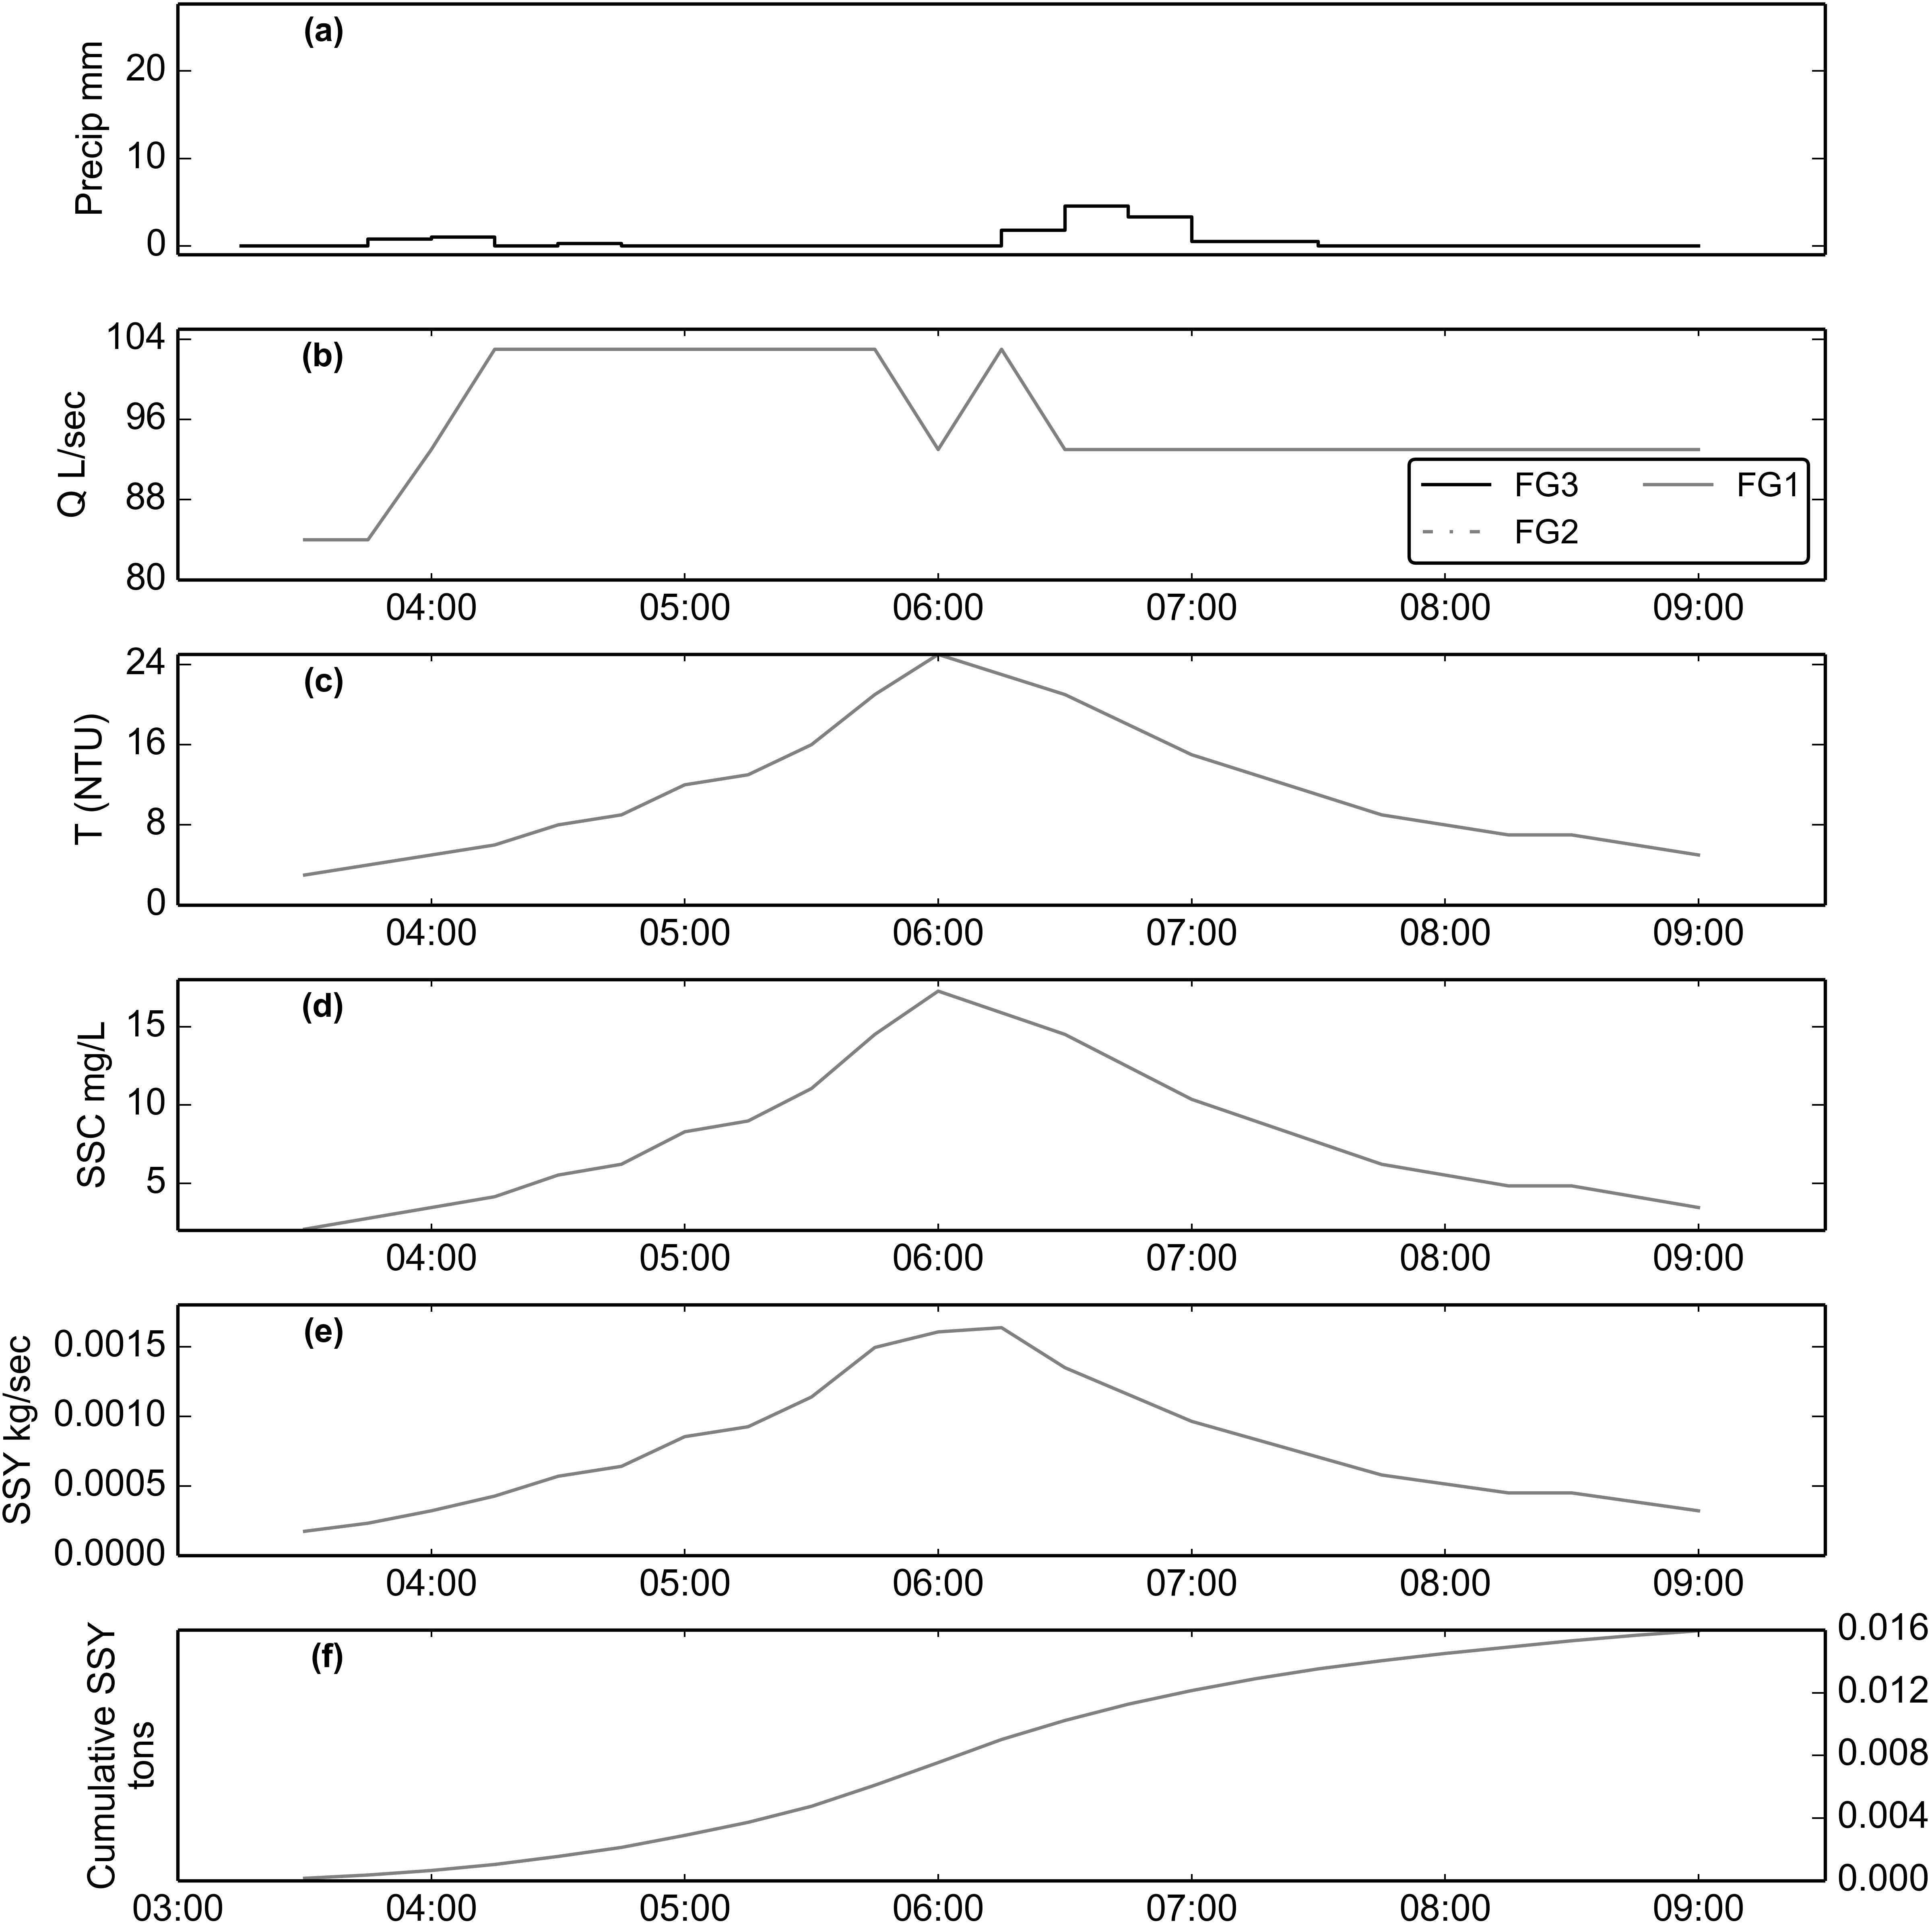 (a)
Precip mm
20
10
0
(b)
Q L/sec
104
96
88
80
FG3 FG1
FG2
04:00 05:00 06:00 07:00 08:00 09:00
(c)
T (NTU)
24
16
8
0
04:00 05:00 06:00 07:00 08:00 09:00
(d)
SSC mg/L
15
10
5
04:00 05:00 06:00 07:00 08:00 09:00
(e)
SSY kg/sec
0.0015
0.0010
0.0005
0.0000
04:00 05:00 06:00 07:00 08:00 09:00
(f)
Cumulative SSY
tons
0.016
0.012
0.008
0.004
0.000
03:00 04:00 05:00 06:00 07:00 08:00 09:00